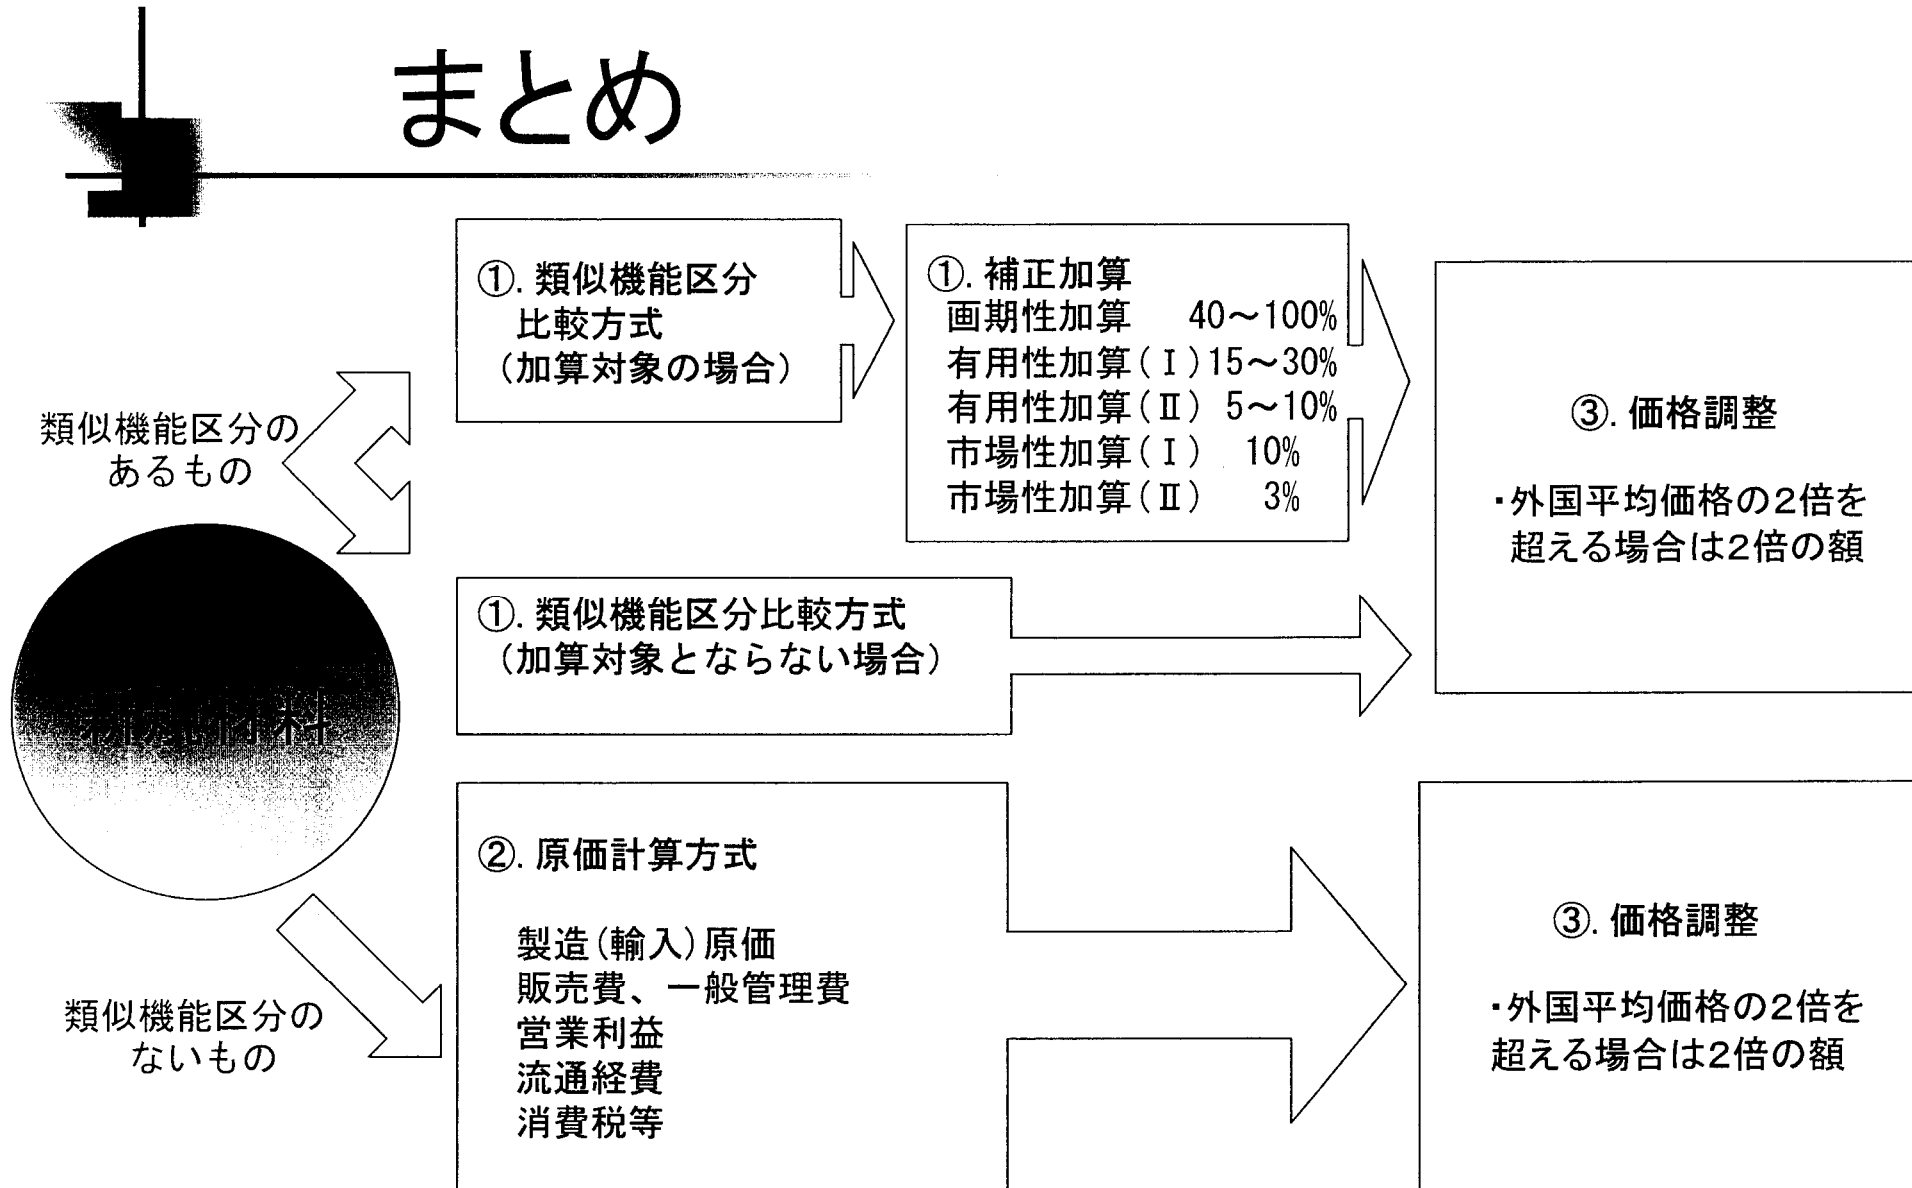 まとめ
①. 類似機能区分
比較方式
（加算対象の場合）
①. 補正加算
画期性加算 40～100%
有用性加算(Ⅰ)15～30%
有用性加算(Ⅱ) 5～10%
市場性加算(Ⅰ) 10%
市場性加算(Ⅱ) 3%
③. 価格調整
・外国平均価格の2倍を
超える場合は2倍の額
類似機能区分の
あるもの
①. 類似機能区分比較方式
（加算対象とならない場合）
類似機能区分の
ないもの
②. 原価計算方式
製造(輸入)原価
販売費、一般管理費
営業利益
流通経費
消費税等
③. 価格調整
・外国平均価格の2倍を
超える場合は2倍の額